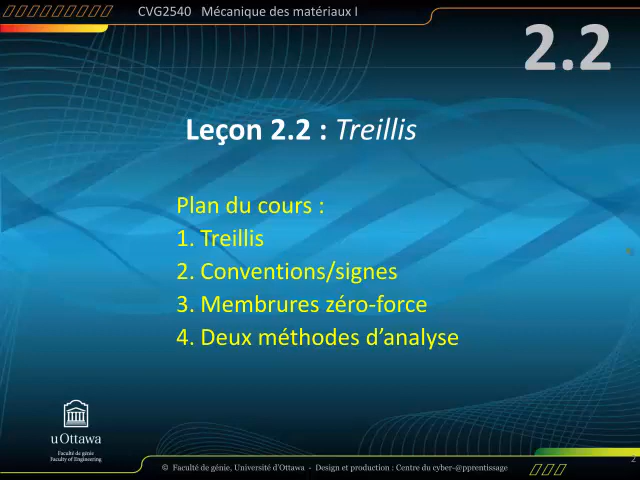 CVG2540 Mécanique des matériaux I
2.2
Leçon 2.2 : Treillis
Plan du cours :
1. Treillis
2. Conventions/signes
3. Membrures zéro-force
4. Deux méthodes d’analyse
uOttawa
Faculté de génie
Faculty of Engineering
© Faculté de génie, Université d’Ottawa - Design et production : Centre du cyber-@pprentissage
2